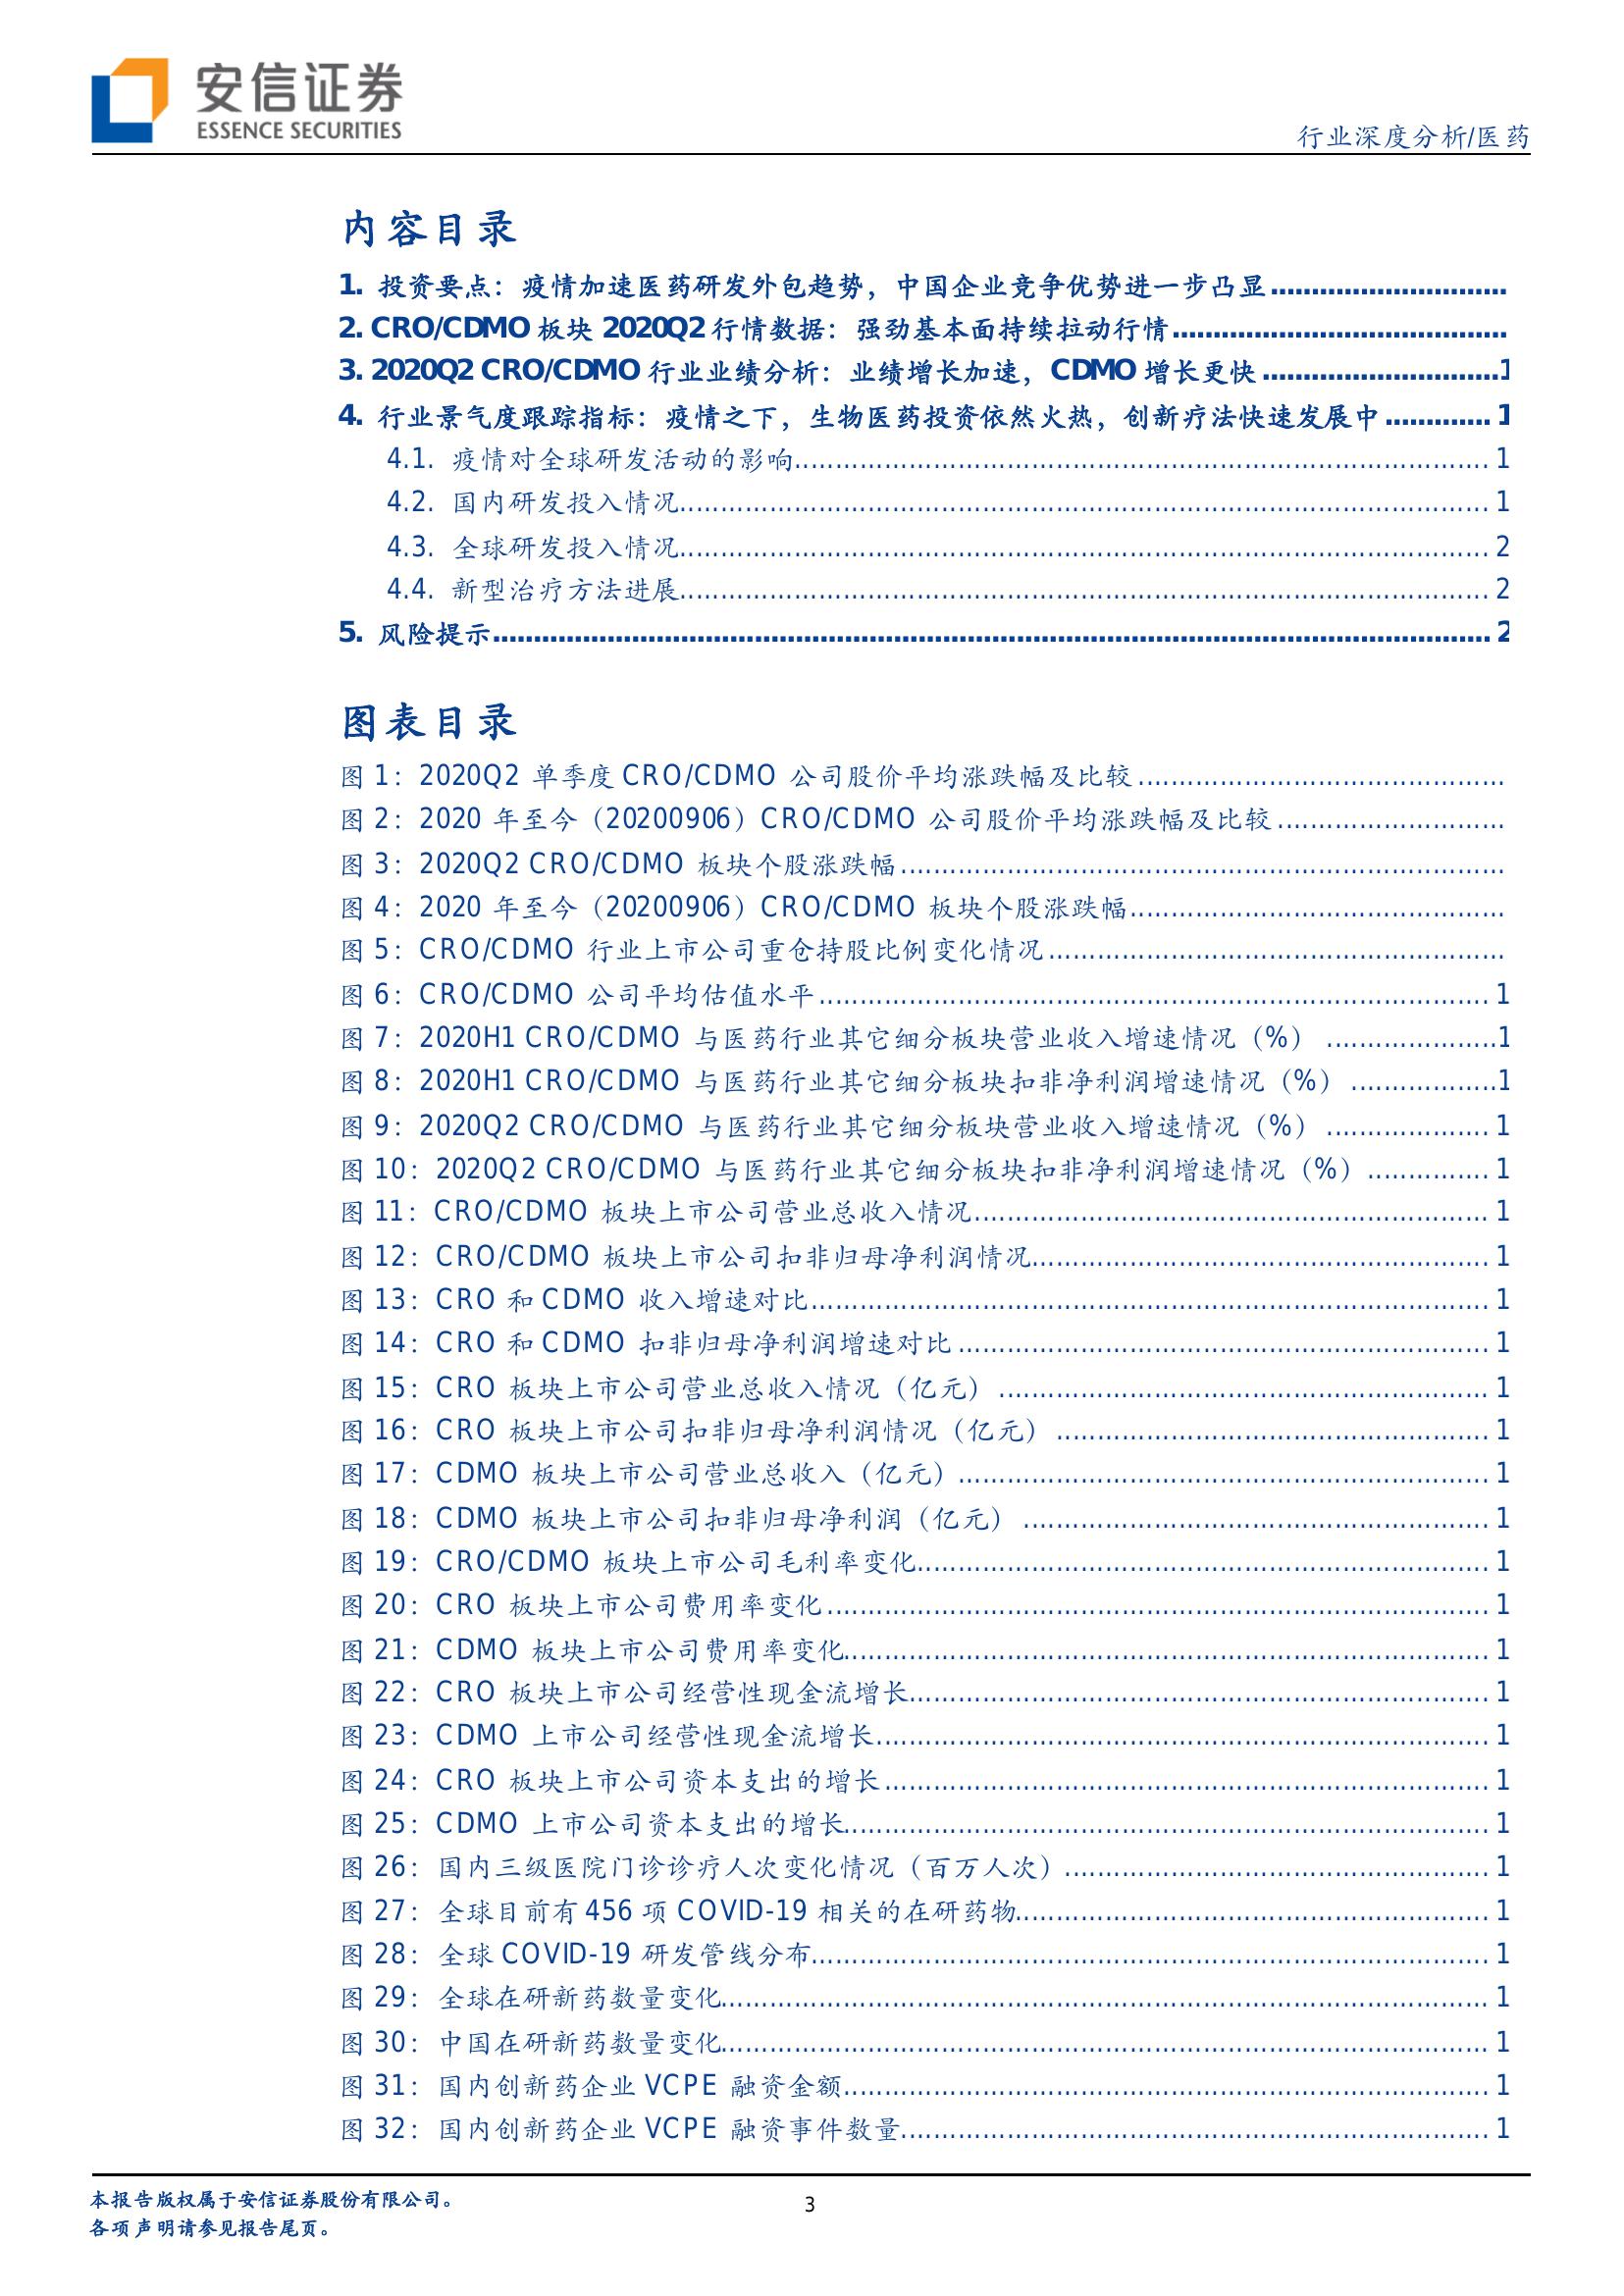 安信证券
ESSENCE SECURITIES
行业深度分析/医药
内容目录
1. 投资要点：疫情加速医药研发外包趋势，中国企业竞争优势进一步凸显.............................
2. CRO/CDMO 板块 2020Q2 行情数据：强劲基本面持续拉动行情.........................................
3. 2020Q2 CRO/CDMO 行业业绩分析：业绩增长加速，CDMO 增长更快.............................1
4. 行业景气度跟踪指标：疫情之下，生物医药投资依然火热，创新疗法快速发展中............. 1
4.1. 疫情对全球研发活动的影响..................................................................................... 1
4.2. 国内研发投入情况................................................................................................... 1
4.3. 全球研发投入情况................................................................................................... 2
4.4. 新型治疗方法进展................................................................................................... 2
5. 风险提示.......................................................................................................................... 2
图表目录
图 1：2020Q2 单季度 CRO/CDMO 公司股价平均涨跌幅及比较.............................................
图 2：2020 年至今（20200906）CRO/CDMO 公司股价平均涨跌幅及比较............................
图 3：2020Q2 CRO/CDMO 板块个股涨跌幅..........................................................................
图 4：2020 年至今（20200906）CRO/CDMO 板块个股涨跌幅..............................................
图 5：CRO/CDMO 行业上市公司重仓持股比例变化情况........................................................
图 6：CRO/CDMO 公司平均估值水平.................................................................................. 1
图 7：2020H1 CRO/CDMO 与医药行业其它细分板块营业收入增速情况（%） .....................1
图 8：2020H1 CRO/CDMO 与医药行业其它细分板块扣非净利润增速情况（%） ..................1
图 9：2020Q2 CRO/CDMO 与医药行业其它细分板块营业收入增速情况（%） .................... 1
图 10：2020Q2 CRO/CDMO 与医药行业其它细分板块扣非净利润增速情况（%）............... 1
图 11：CRO/CDMO 板块上市公司营业总收入情况............................................................... 1
图 12：CRO/CDMO 板块上市公司扣非归母净利润情况........................................................ 1
图 13：CRO 和 CDMO 收入增速对比................................................................................... 1
图 14：CRO 和 CDMO 扣非归母净利润增速对比................................................................. 1
图 15：CRO 板块上市公司营业总收入情况（亿元） ............................................................ 1
图 16：CRO 板块上市公司扣非归母净利润情况（亿元） ..................................................... 1
图 17：CDMO 板块上市公司营业总收入（亿元）................................................................. 1
图 18：CDMO 板块上市公司扣非归母净利润（亿元） ......................................................... 1
图 19：CRO/CDMO 板块上市公司毛利率变化...................................................................... 1
图 20：CRO 板块上市公司费用率变化................................................................................. 1
图 21：CDMO 板块上市公司费用率变化............................................................................... 1
图 22：CRO 板块上市公司经营性现金流增长....................................................................... 1
图 23：CDMO 上市公司经营性现金流增长........................................................................... 1
图 24：CRO 板块上市公司资本支出的增长.......................................................................... 1
图 25：CDMO 上市公司资本支出的增长............................................................................... 1
图 26：国内三级医院门诊诊疗人次变化情况（百万人次）.................................................... 1
图 27：全球目前有 456 项 COVID-19 相关的在研药物.......................................................... 1
图 28：全球 COVID-19 研发管线分布................................................................................... 1
图 29：全球在研新药数量变化.............................................................................................. 1
图 30：中国在研新药数量变化.............................................................................................. 1
图 31：国内创新药企业 VCPE 融资金额............................................................................... 1
图 32：国内创新药企业 VCPE 融资事件数量........................................................................ 1
本报告版权属于安信证券股份有限公司。
各项声明请参见报告尾页。
3